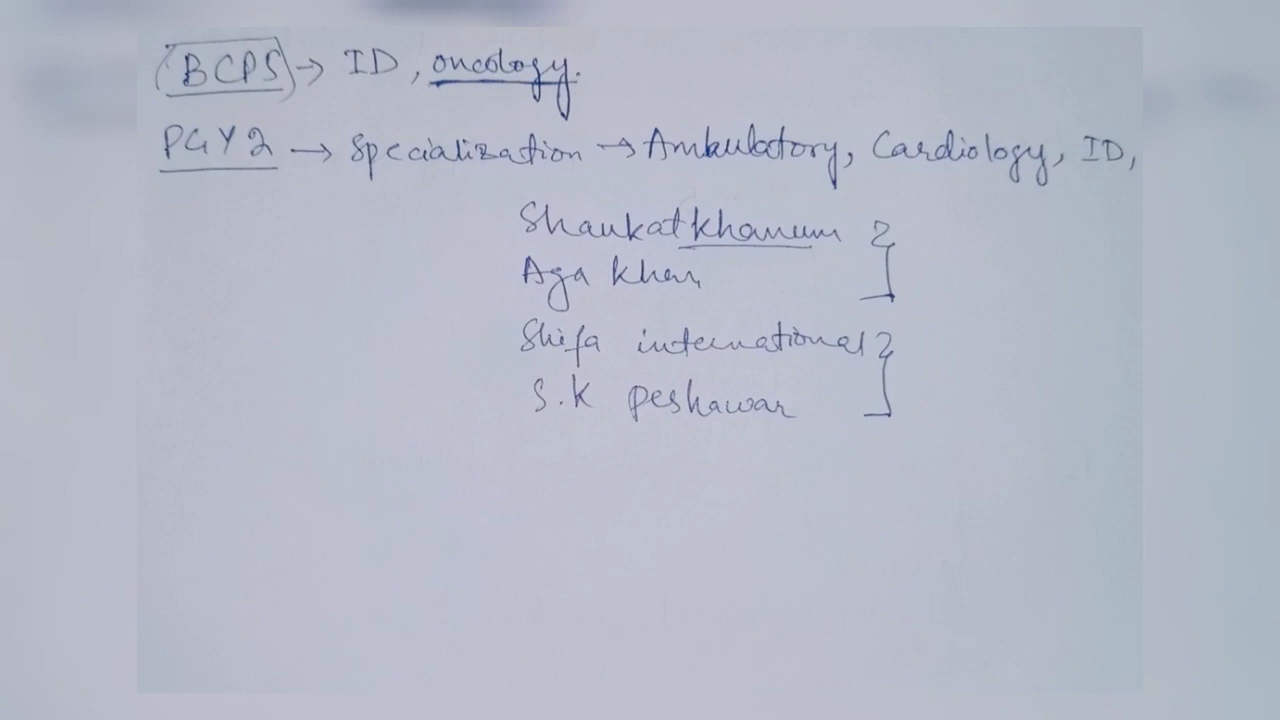 (BCPS) → ID, oncology.
PGY2 → Specialization → Ambulatory, Cardiology, ID,
Shaukat khanum
Aga khan
Shifa international
S.K peshawar